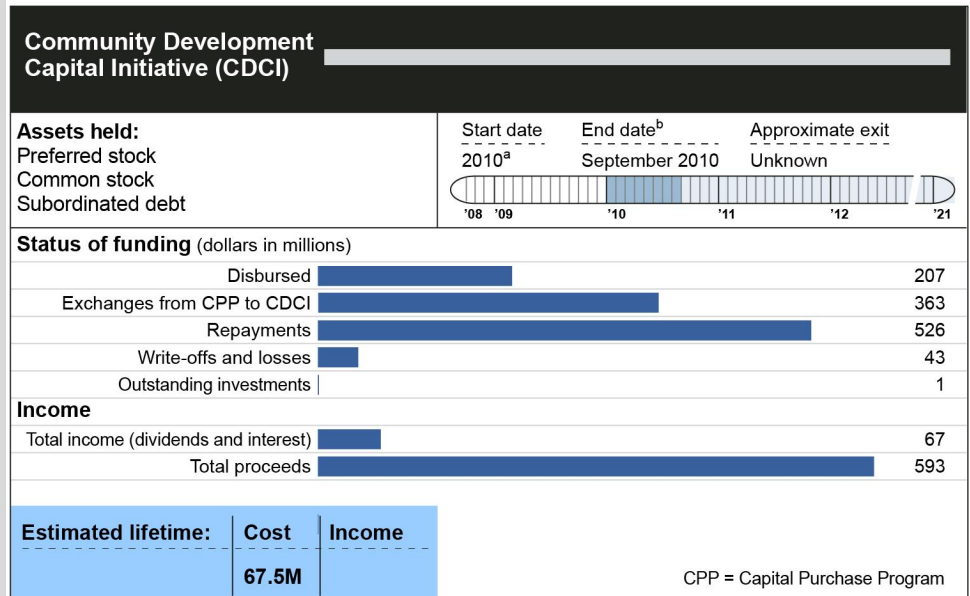 Community Development
Capital Initiative (CDCI)
Assets held:
Preferred stock
Common stock
Subordinated debt
Start date End dateb Approximate exit
2010a September 2010 Unknown
'08 '09 '10 '11 '12 '21
Status of funding (dollars in millions)
Disbursed 207
Exchanges from CPP to CDCI 363
Repayments 526
Write-offs and losses 43
Outstanding investments 1
Income
Total income (dividends and interest) 67
Total proceeds 593
Estimated lifetime: Cost Income
67.5M
CPP = Capital Purchase Program